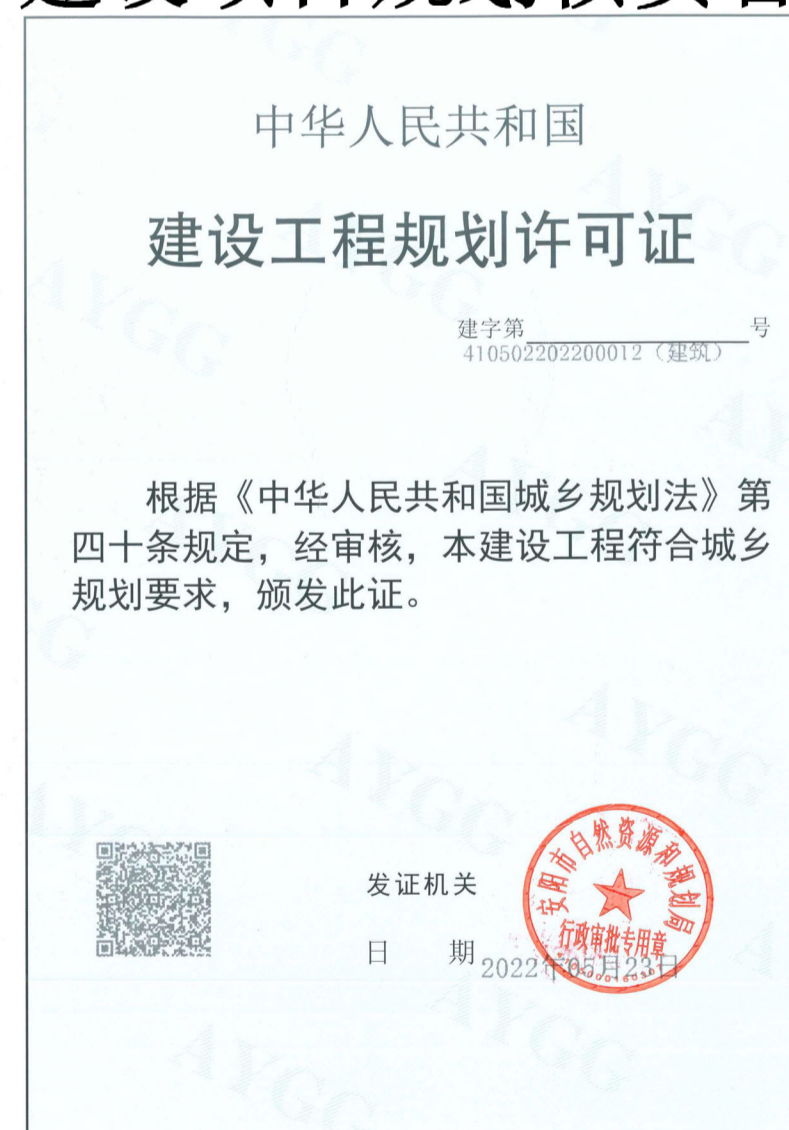 中华人民共和国
建设工程规划许可证
建字第 号
410502202200012（建筑）
根据《中华人民共和国城乡规划法》第
四十条规定，经审核，本建设工程符合城乡
规划要求，颁发此证。
发证机关
日 期 2022年05月23日
安阳市自然资源和规划局
行政审批专用章
AYGG